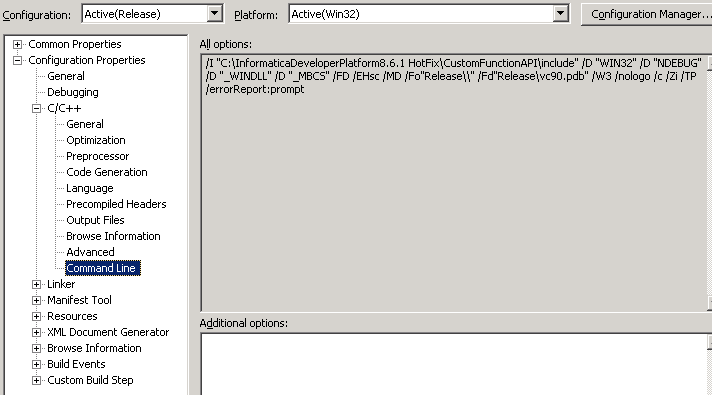 Configuration: Active(Release) Platform: Active(Win32) Configuration Manager...
Common Properties
Configuration Properties
General
Debugging
C/C++
General
Optimization
Preprocessor
Code Generation
Language
Precompiled Headers
Output Files
Browse Information
Advanced
Command Line
Linker
Manifest Tool
Resources
XML Document Generator
Browse Information
Build Events
Custom Build Step
All options:
/I "C:\InformaticaDeveloperPlatform8.6.1 HotFix\CustomFunctionAPI\include" /D "WIN32" /D "NDEBUG"
/D "_WINDLL" /D "_MBCS" /FD /EHsc /MD /Fo"Release\\" /Fd"Release\vc90.pdb" /W3 /nologo /c /Zi /TP
/errorReport:prompt
Additional options: